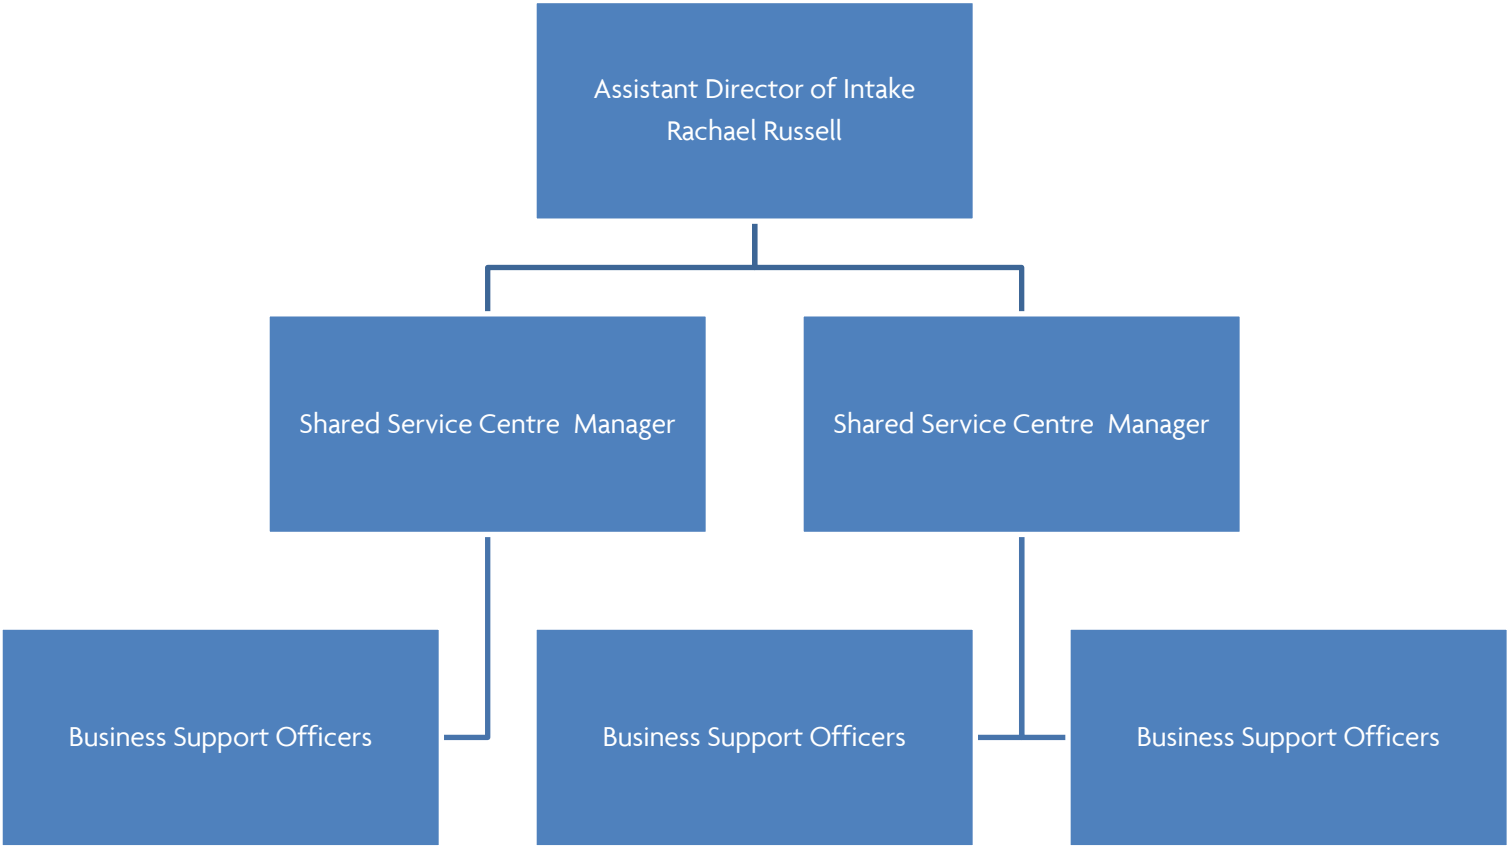 Assistant Director of Intake
Rachael Russell
Shared Service Centre  Manager
Shared Service Centre  Manager
Business Support Officers
Business Support Officers
Business Support Officers